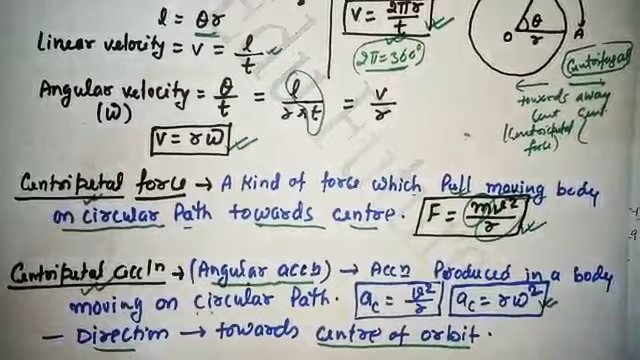 l = θr
Linear velocity = v = l/t
v = 2πr/t
2π = 360°
θ
O r A
Centrifugal
towards away
cent cent.
(Centripetal
force)
Angular velocity = θ/t = l/r×t = v/r
(ω)
v = rω
Centripetal force → A kind of force which Pull moving body
on circular Path towards centre. F = mv²/r
Centripetal accln → (Angular accn) → Accn Produced in a body
moving on circular Path. ac = v²/r ac = rω²
— Direction → towards centre of orbit.